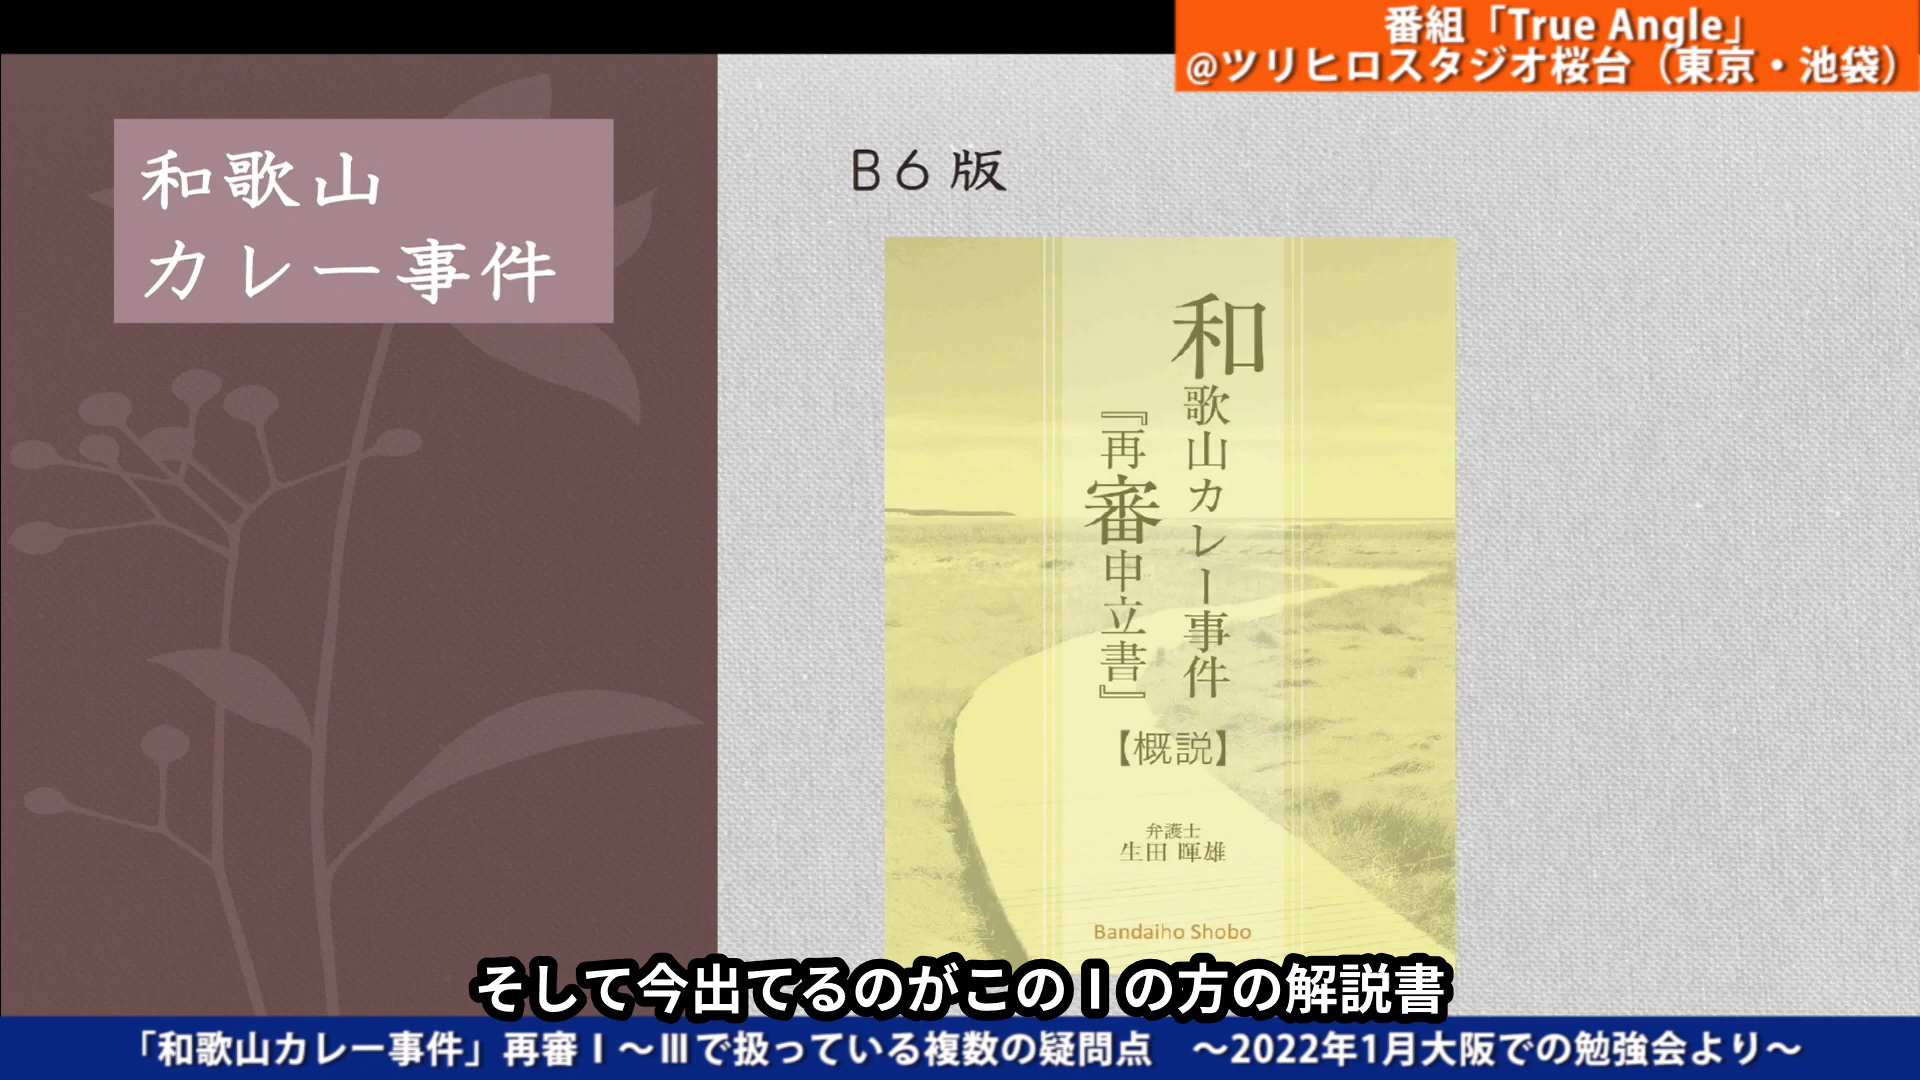 番組「True Angle」
@ツリヒロスタジオ桜台（東京・池袋）
和歌山
カレー事件
B6版
和歌山カレー事件
『再審申立書』
【概説】
弁護士
生田 暉雄
Bandaiho Shobo
そして今出てるのがこのⅠの方の解説書
「和歌山カレー事件」再審Ⅰ～Ⅲで扱っている複数の疑問点　～2022年1月大阪での勉強会より～